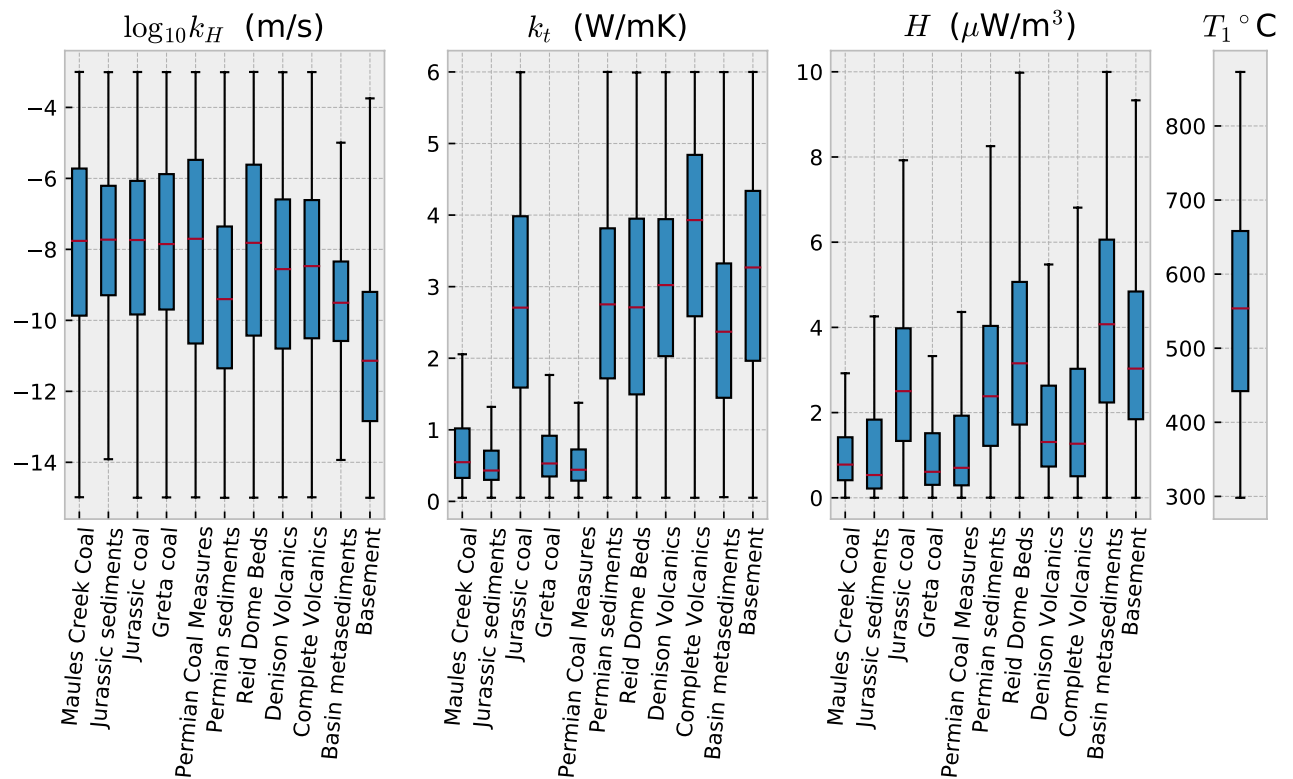 log₁₀k_H (m/s)
−4
−6
−8
−10
−12
−14
Maules Creek Coal
Jurassic sediments
Jurassic coal
Greta coal
Permian Coal Measures
Permian sediments
Reid Dome Beds
Denison Volcanics
Complete Volcanics
Basin metasediments
Basement
k_t (W/mK)
6
5
4
3
2
1
0
Maules Creek Coal
Jurassic sediments
Jurassic coal
Greta coal
Permian Coal Measures
Permian sediments
Reid Dome Beds
Denison Volcanics
Complete Volcanics
Basin metasediments
Basement
H (μW/m³)
10
8
6
4
2
0
Maules Creek Coal
Jurassic sediments
Jurassic coal
Greta coal
Permian Coal Measures
Permian sediments
Reid Dome Beds
Denison Volcanics
Complete Volcanics
Basin metasediments
Basement
T₁ °C
800
700
600
500
400
300